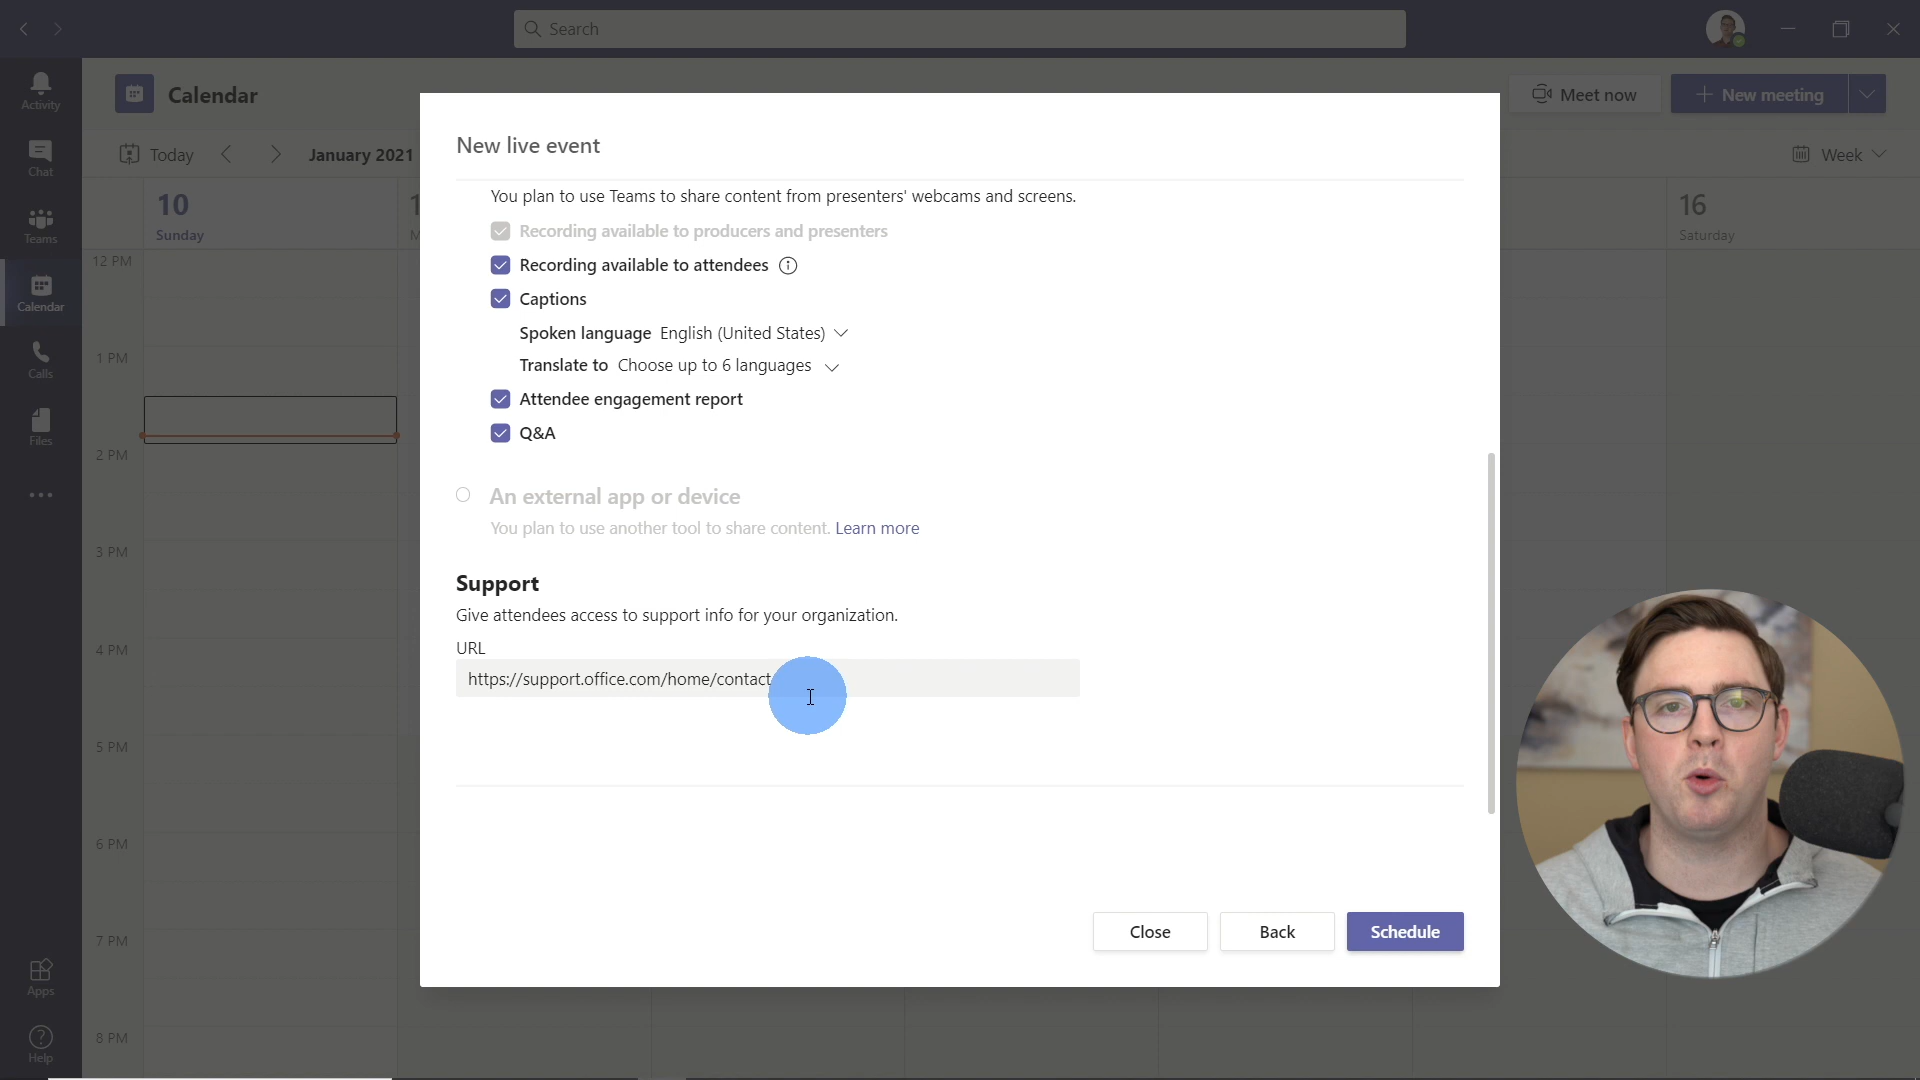 Search
Activity
Chat
Teams
Calendar
Calls
Files
Apps
Help
Calendar
Meet now
New meeting
Today
January 2021
Week
10
Sunday
16
Saturday
12 PM
1 PM
2 PM
3 PM
4 PM
5 PM
6 PM
7 PM
8 PM
New live event
You plan to use Teams to share content from presenters' webcams and screens.
Recording available to producers and presenters
Recording available to attendees
Captions
Spoken language English (United States)
Translate to Choose up to 6 languages
Attendee engagement report
Q&A
An external app or device
You plan to use another tool to share content. Learn more
Support
Give attendees access to support info for your organization.
URL
https://support.office.com/home/contact
Close
Back
Schedule